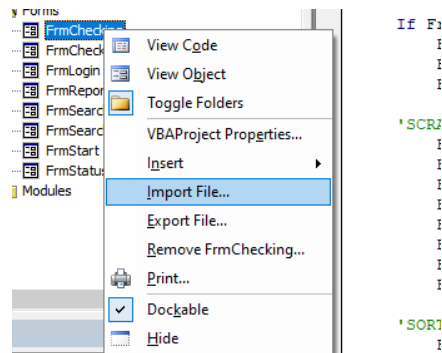 Forms
FrmChecking
FrmCheck
FrmLogin
FrmRepor
FrmSearc
FrmSearc
FrmStart
FrmStatus
Modules
View Code
View Object
Toggle Folders
VBAProject Properties...
Insert
Import File...
Export File...
Remove FrmChecking...
Print...
Dockable
Hide
If Fr
'SCRA
'SORT